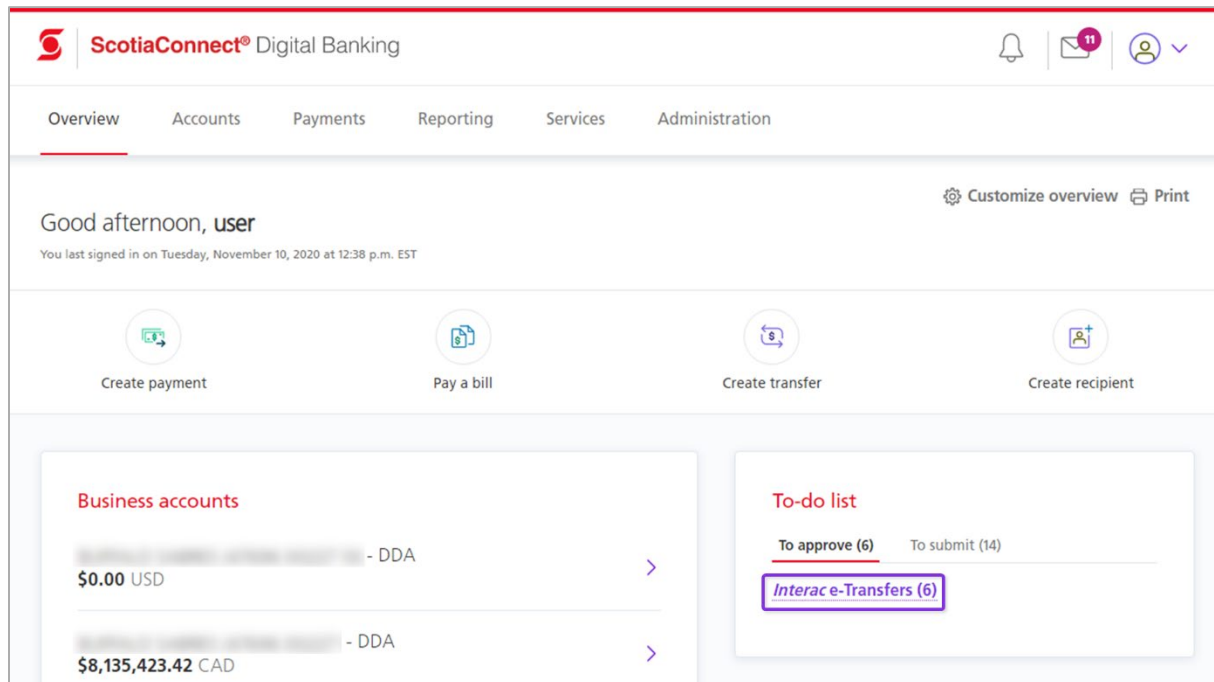 ScotiaConnect® Digital Banking
11
Overview Accounts Payments Reporting Services Administration
Customize overview Print
Good afternoon, user
You last signed in on Tuesday, November 10, 2020 at 12:38 p.m. EST
Create payment Pay a bill Create transfer Create recipient
Business accounts
- DDA
$0.00 USD
- DDA
$8,135,423.42 CAD
To-do list
To approve (6) To submit (14)
Interac e-Transfers (6)